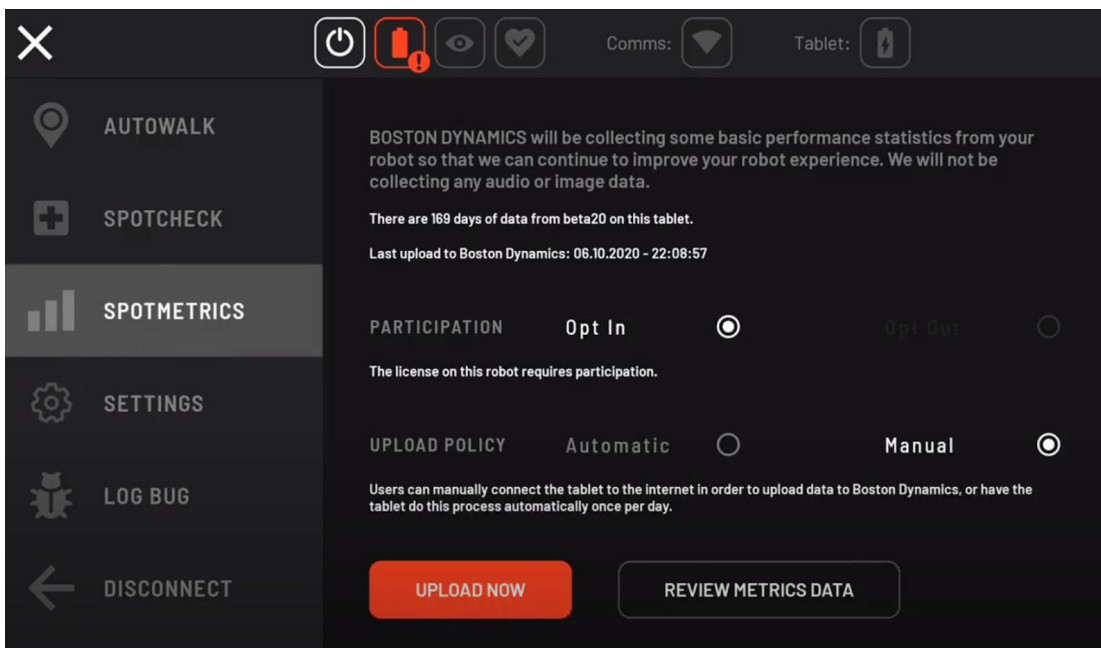 Comms:
Tablet:
AUTOWALK
SPOTCHECK
SPOTMETRICS
SETTINGS
LOG BUG
DISCONNECT
BOSTON DYNAMICS will be collecting some basic performance statistics from your
robot so that we can continue to improve your robot experience. We will not be
collecting any audio or image data.
There are 169 days of data from beta20 on this tablet.
Last upload to Boston Dynamics: 06.10.2020 - 22:08:57
PARTICIPATION Opt In Opt Out
The license on this robot requires participation.
UPLOAD POLICY Automatic Manual
Users can manually connect the tablet to the internet in order to upload data to Boston Dynamics, or have the
tablet do this process automatically once per day.
UPLOAD NOW REVIEW METRICS DATA